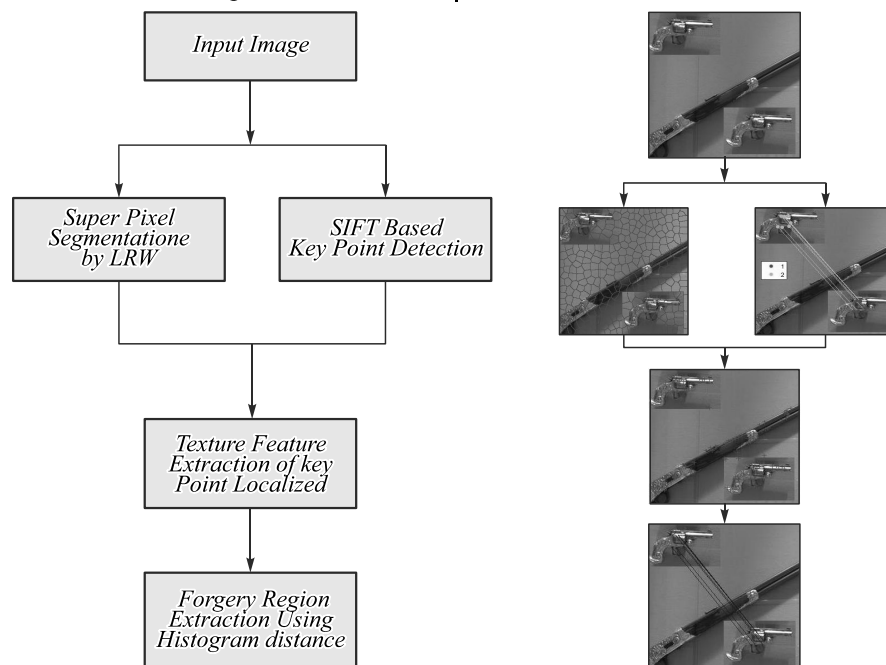 Input Image
Super Pixel
Segmentatione
by LRW
SIFT Based
Key Point Detection
1
2
Texture Feature
Extraction of key
Point Localized
Forgery Region
Extraction Using
Histogram distance